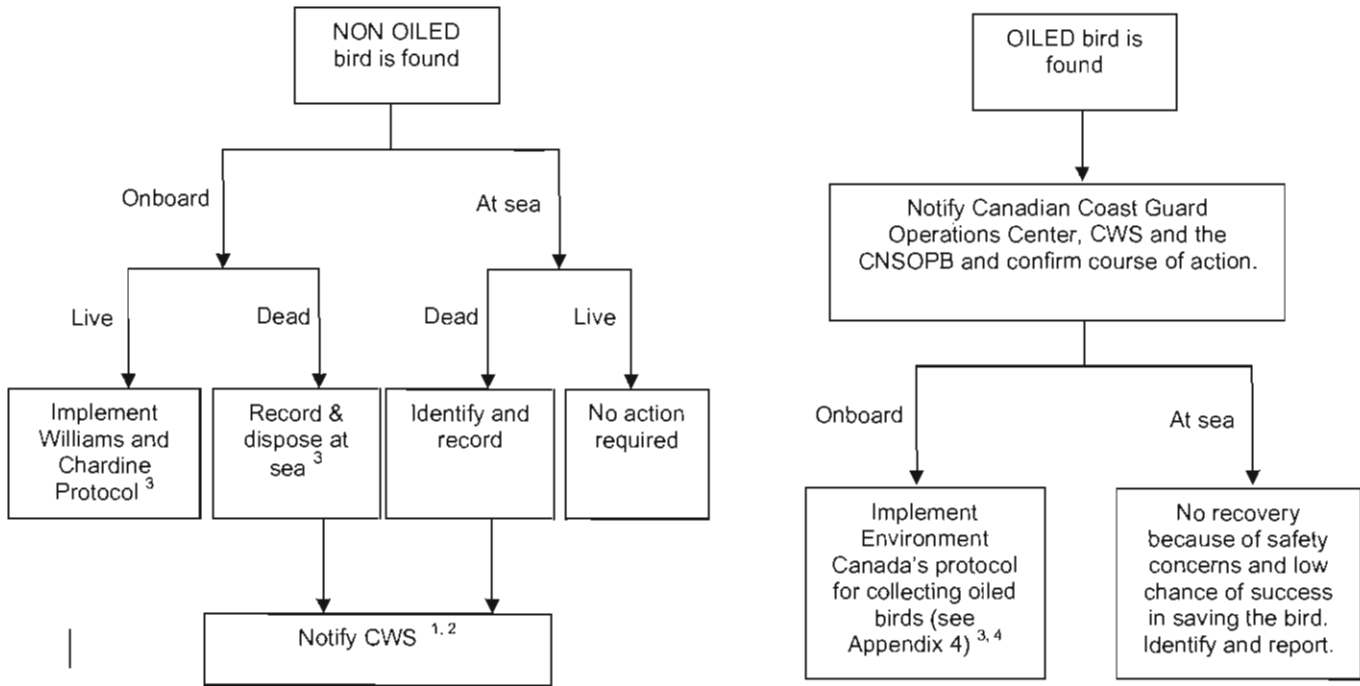 NON OILED
bird is found
Onboard
At sea
Live
Dead
Dead
Live
Implement
Williams and
Chardine
Protocol 3
Record &
dispose at
sea 3
Identify and
record
No action
required
Notify CWS 1, 2
OILED bird is
found
Notify Canadian Coast Guard
Operations Center, CWS and the
CNSOPB and confirm course of action.
Onboard
At sea
Implement
Environment
Canada's protocol
for collecting oiled
birds (see
Appendix 4) 3, 4
No recovery
because of safety
concerns and low
chance of success
in saving the bird.
Identify and report.